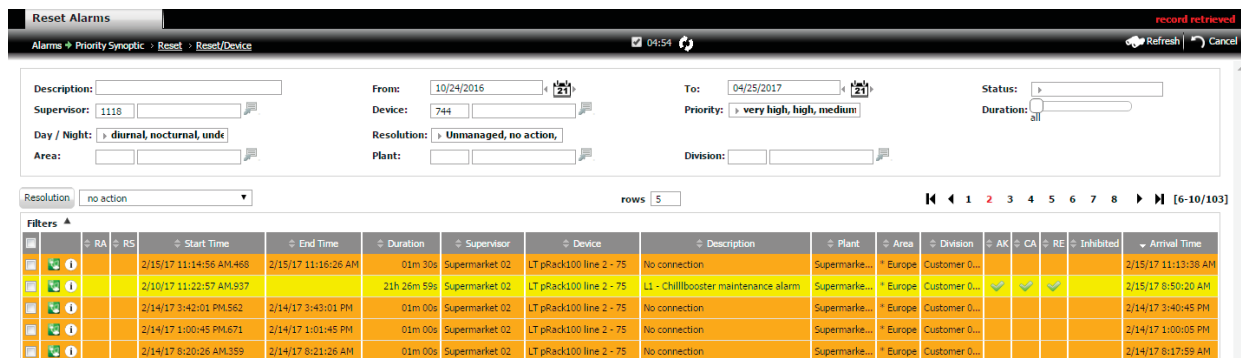 Reset Alarms
record retrieved
Alarms Priority Synoptic > Reset > Reset/Device 04:54 Refresh Cancel
Description: From: 10/24/2016 21 To: 04/25/2017 21 Status:
Supervisor: 1118 Device: 744 Priority: very high, high, medium Duration: all
Day / Night: diurnal, nocturnal, unde Resolution: Unmanaged, no action,
Area: Plant: Division:
Resolution no action rows 5 1 2 3 4 5 6 7 8 [6-10/103]
Filters
RA RS Start Time End Time Duration Supervisor Device Description Plant Area Division AK CA RE Inhibited Arrival Time
2/15/17 11:14:56 AM.468 2/15/17 11:16:26 AM 01m 30s Supermarket 02 LT pRack100 line 2 - 75 No connection Supermarke... * Europe Customer 0... 2/15/17 11:13:38 AM
2/10/17 11:22:57 AM.937 21h 26m 59s Supermarket 02 LT pRack100 line 2 - 75 L1 - Chilllbooster maintenance alarm Supermarke... * Europe Customer 0... 2/15/17 8:50:20 AM
2/14/17 3:42:01 PM.562 2/14/17 3:43:01 PM 01m 00s Supermarket 02 LT pRack100 line 2 - 75 No connection Supermarke... * Europe Customer 0... 2/14/17 3:40:45 PM
2/14/17 1:00:45 PM.671 2/14/17 1:01:45 PM 01m 00s Supermarket 02 LT pRack100 line 2 - 75 No connection Supermarke... * Europe Customer 0... 2/14/17 1:00:05 PM
2/14/17 8:20:26 AM.359 2/14/17 8:21:26 AM 01m 00s Supermarket 02 LT pRack100 line 2 - 75 No connection Supermarke... * Europe Customer 0... 2/14/17 8:17:59 AM